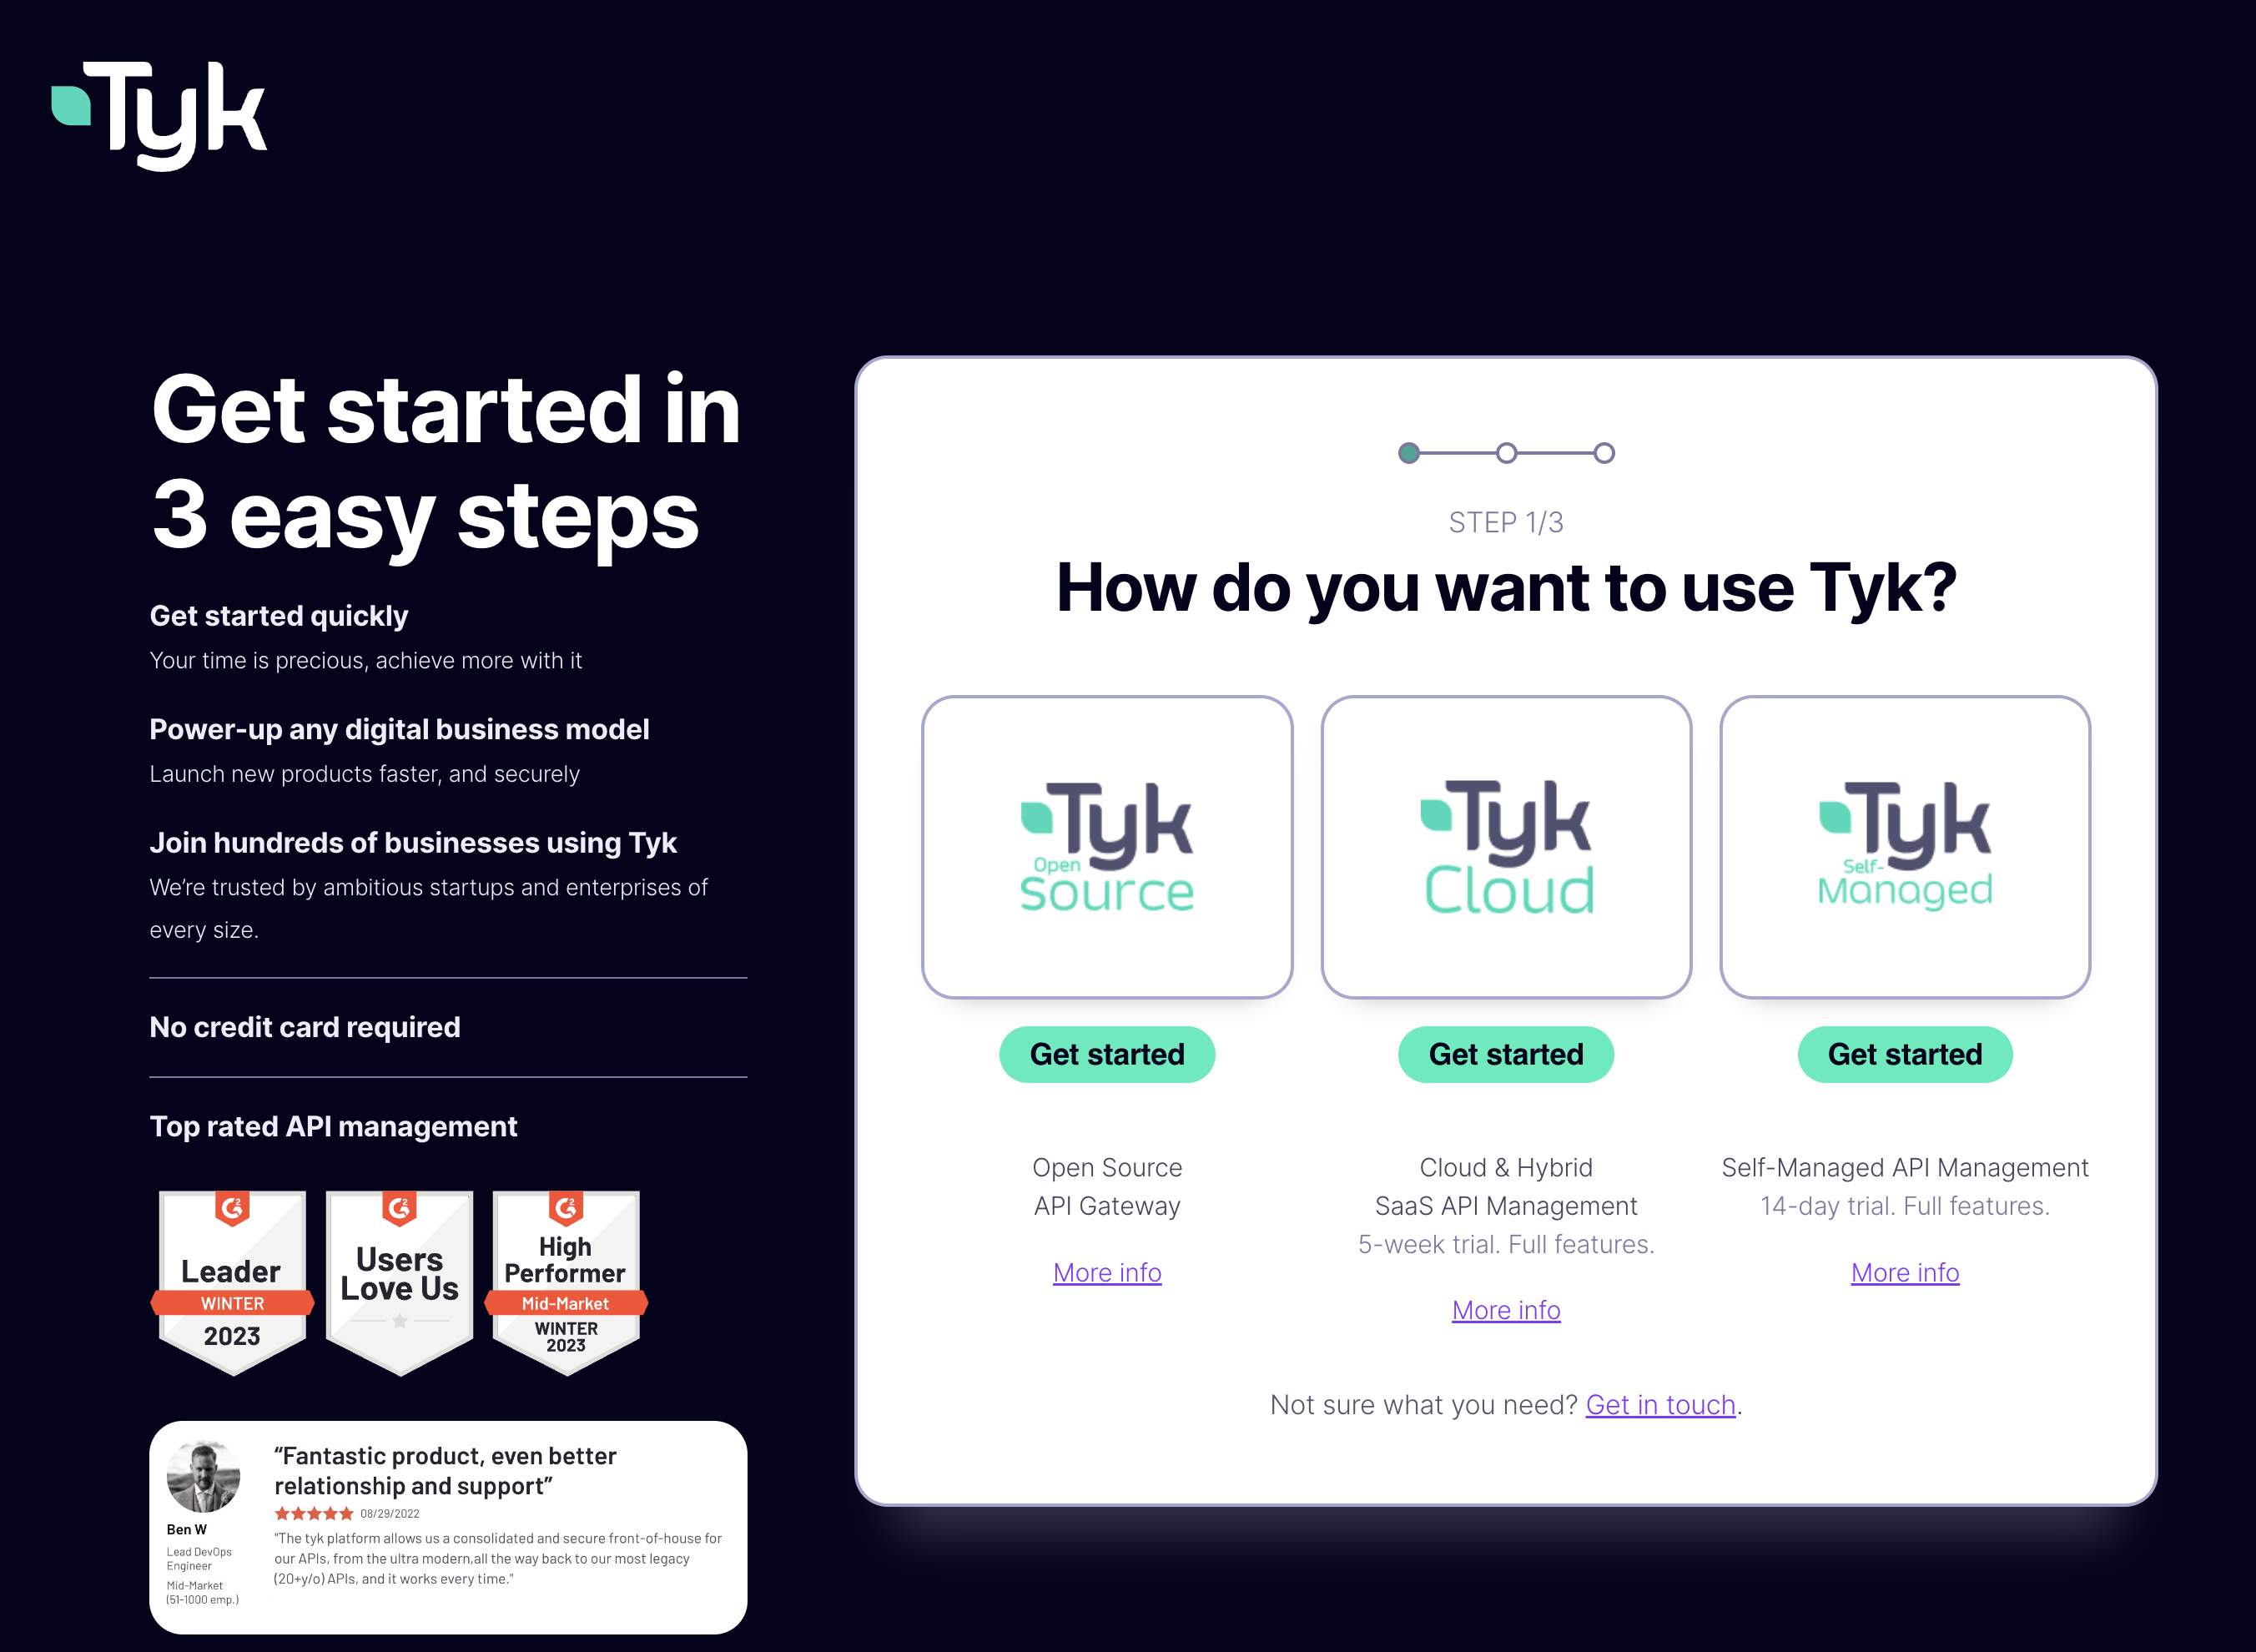 Tyk
Get started in
3 easy steps
Get started quickly
Your time is precious, achieve more with it
Power-up any digital business model
Launch new products faster, and securely
Join hundreds of businesses using Tyk
We’re trusted by ambitious startups and enterprises of
every size.
No credit card required
Top rated API management
G2
Leader
WINTER
2023
G2
Users
Love Us
G2
High
Performer
Mid-Market
WINTER
2023
“Fantastic product, even better
relationship and support”
08/29/2022
"The tyk platform allows us a consolidated and secure front-of-house for
our APIs, from the ultra modern,all the way back to our most legacy
(20+y/o) APIs, and it works every time."
Ben W
Lead DevOps
Engineer
Mid-Market
(51-1000 emp.)
STEP 1/3
How do you want to use Tyk?
Tyk
Open
Source
Get started
Open Source
API Gateway
More info
Tyk
Cloud
Get started
Cloud & Hybrid
SaaS API Management
5-week trial. Full features.
More info
Tyk
Self-
Managed
Get started
Self-Managed API Management
14-day trial. Full features.
More info
Not sure what you need? Get in touch.